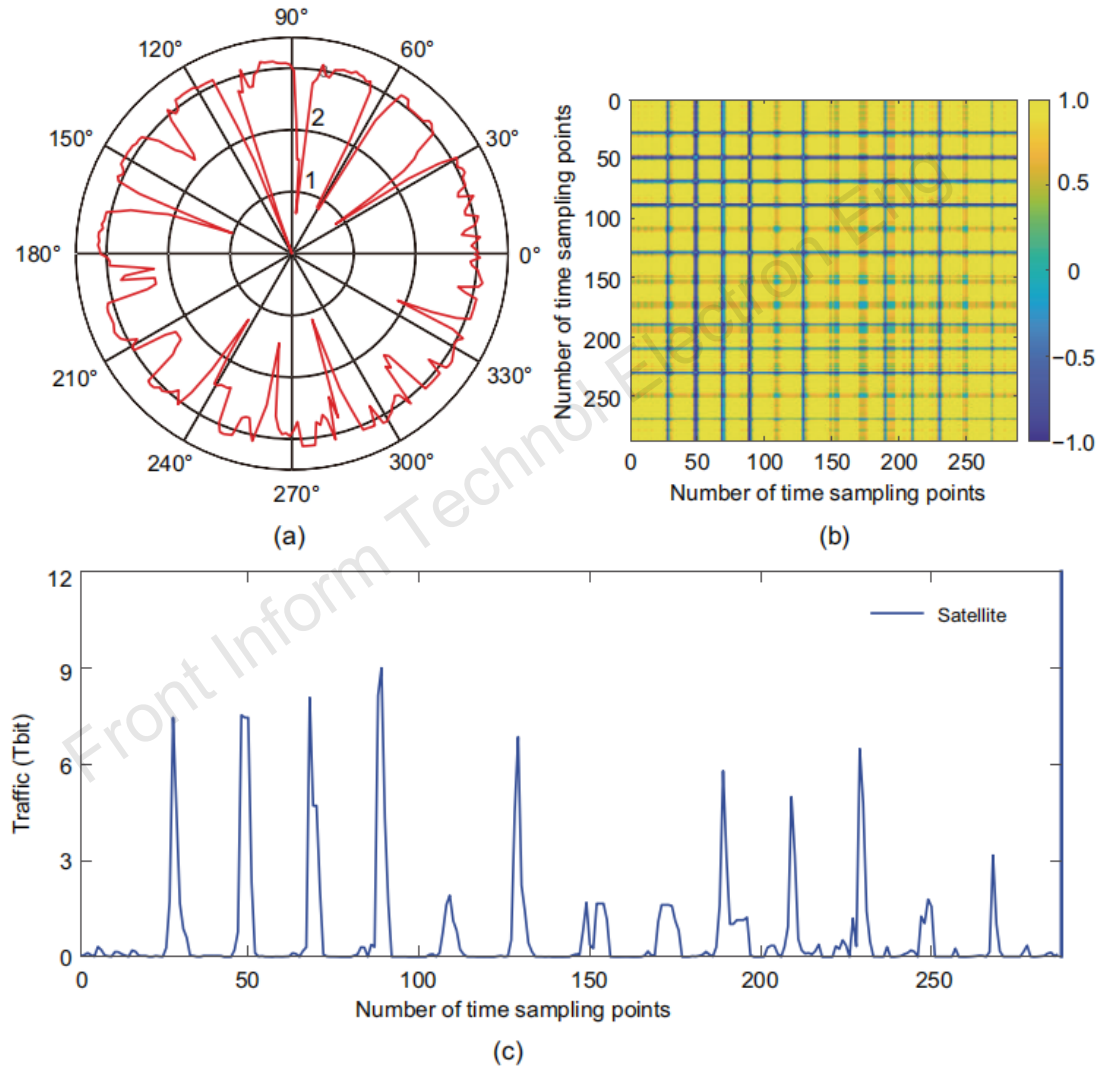 90°
120°
60°
150°
30°
2
1
180°
0°
210°
330°
240°
300°
270°
(a)
Number of time sampling points
0
50
100
150
200
250
0 50 100 150 200 250
Number of time sampling points
1.0
0.5
0
−0.5
−1.0
(b)
Traffic (Tbit)
12
9
6
3
0
Satellite
0 50 100 150 200 250
Number of time sampling points
(c)
Front Inform Technol Electron Eng